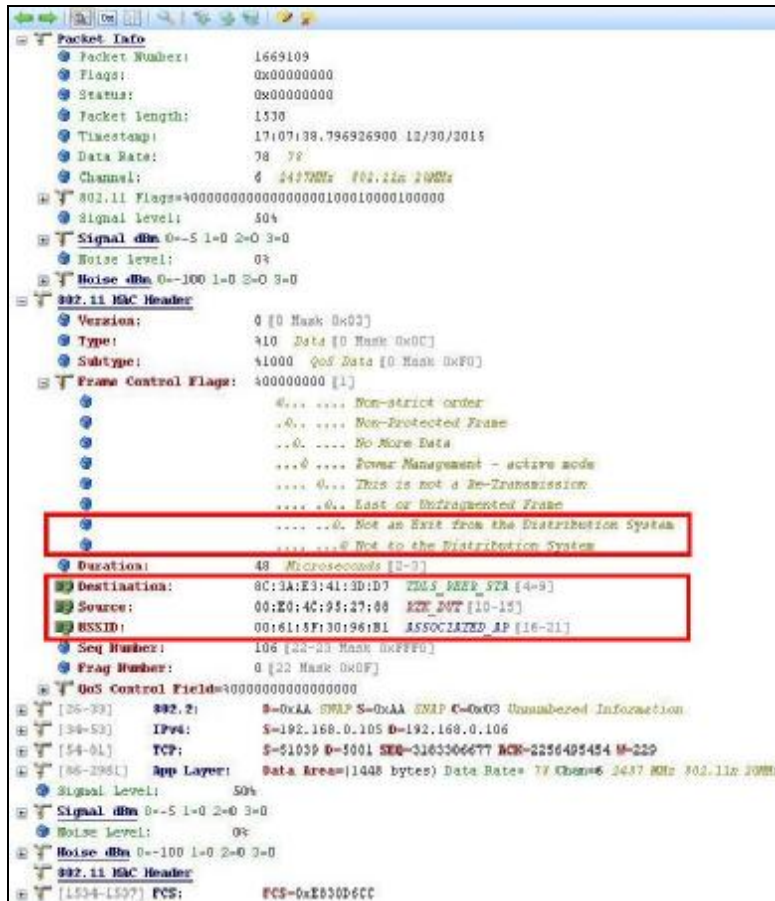 Packet Info
Packet Number: 1669109
Flags: 0x00000000
Status: 0x00000000
Packet Length: 1538
Timestamp: 17:07:38.796926900 12/30/2015
Data Rate: 78 78
Channel: 6 2437MHz 802.11n 20MHz
802.11 Flags=
Signal Level: 50%
Signal dBm 0=-5 1=0 2=0 3=0
Noise Level: 0%
Noise dBm 0=-100 1=0 2=0 3=0
802.11 MAC Header
Version: 0 [0 Mask 0x03]
Type: %10 Data [0 Mask 0x0C]
Subtype: %1000 QoS Data [0 Mask 0xF0]
Frame Control Flags: %00000000 [1]
0... .... Non-strict order
.0.. .... Non-Protected Frame
..0. .... No More Data
...0 .... Power Management - active mode
.... 0... This is not a Re-Transmission
.... .0.. Last or Unfragmented Frame
.... ..0. Not an Exit from the Distribution System
.... ...0 Not to the Distribution System
Duration: 48 Microseconds [2-3]
Destination: 8C:3A:E3:41:3D:D7 TDLS_PEER_STA [4-9]
Source: 00:E0:4C:95:27:88 RTK_DUT [10-15]
BSSID: 00:61:5F:30:96:B1 ASSOCIATED_AP [16-21]
Seq Number: 106 [22-23 Mask 0xFFF0]
Frag Number: 0 [22 Mask 0x0F]
QoS Control Field=%0000000000000000
[26-33] 802.2: D=0xAA SNAP S=0xAA SNAP C=0x03 Unnumbered Information
[34-53] IPv4: S=192.168.0.105 D=192.168.0.106
[54-81] TCP: S=51039 D=5001 SEQ=3183306677 ACK=2256495454 W=229
App Layer: Data Area=(1448 bytes) Data Rate= 78 Chan=6 2437 MHz 802.11n 20MHz
Signal Level: 50%
Signal dBm 0=-5 1=0 2=0 3=0
Noise Level: 0%
Noise dBm 0=-100 1=0 2=0 3=0
802.11 MAC Header
[1534-1537] FCS: FCS=0xE830D6CC